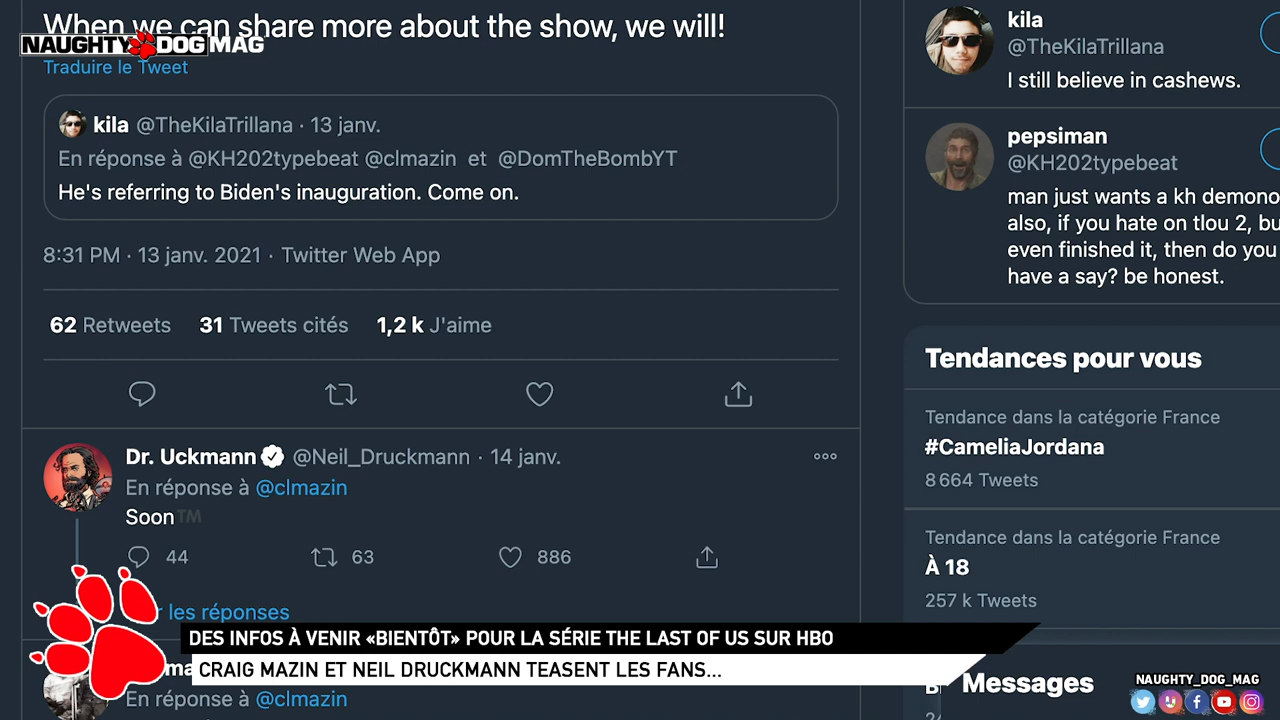 When we can share more about the show, we will!
NAUGHTY DOG MAG
Traduire le Tweet
kila @TheKilaTrillana · 13 janv.
En réponse à @KH202typebeat @clmazin et @DomTheBombYT
He's referring to Biden's inauguration. Come on.
8:31 PM · 13 janv. 2021 · Twitter Web App
62 Retweets 31 Tweets cités 1,2 k J'aime
Dr. Uckmann @Neil_Druckmann · 14 janv.
En réponse à @clmazin
Soon™
44 63 886
les réponses
En réponse à @clmazin
kila
@TheKilaTrillana
I still believe in cashews.
pepsiman
@KH202typebeat
man just wants a kh demono
also, if you hate on tlou 2, bu
even finished it, then do you
have a say? be honest.
Tendances pour vous
Tendance dans la catégorie France
#CameliaJordana
8 664 Tweets
Tendance dans la catégorie France
À 18
257 k Tweets
Messages
DES INFOS À VENIR «BIENTÔT» POUR LA SÉRIE THE LAST OF US SUR HBO
CRAIG MAZIN ET NEIL DRUCKMANN TEASENT LES FANS...
NAUGHTY_DOG_MAG